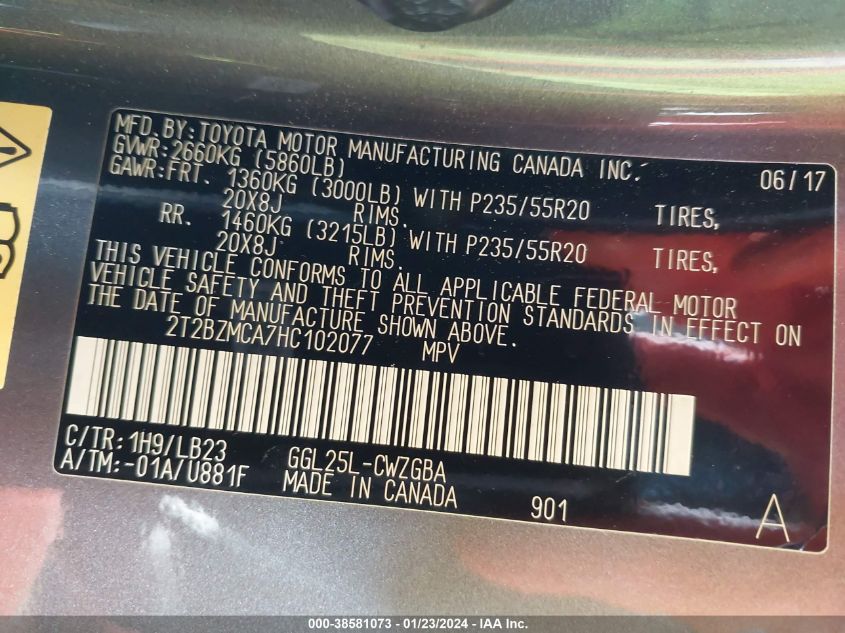 MFD. BY: TOYOTA MOTOR MANUFACTURING CANADA INC. 06/17
GVWR: 2660KG (5860LB)
GAWR: FRT. 1360KG (3000LB) WITH P235/55R20 TIRES,
20X8J RIMS.
RR. 1460KG (3215LB) WITH P235/55R20 TIRES,
20X8J RIMS.
THIS VEHICLE CONFORMS TO ALL APPLICABLE FEDERAL MOTOR
VEHICLE SAFETY AND THEFT PREVENTION STANDARDS IN EFFECT ON
THE DATE OF MANUFACTURE SHOWN ABOVE.
2T2BZMCA7HC102077 MPV
C/TR: 1H9/LB23 GGL25L-CWZGBA
A/TM: -01A/U881F MADE IN CANADA 901 A
000-38581073 - 01/23/2024 - IAA Inc.